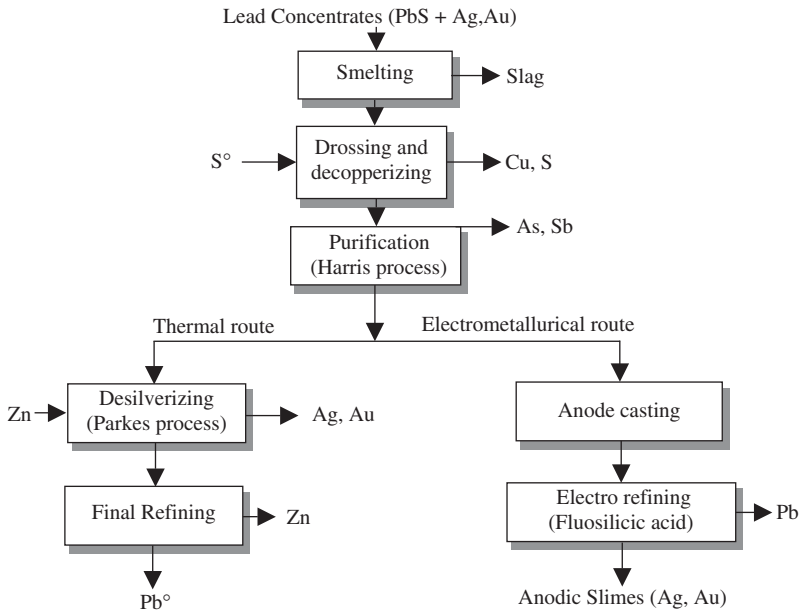 Lead Concentrates (PbS + Ag,Au)
Smelting
Slag
Drossing and
decopperizing
S°
Cu, S
Purification
(Harris process)
As, Sb
Thermal route
Electrometallurical route
Zn
Desilverizing
(Parkes process)
Ag, Au
Anode casting
Final Refining
Zn
Electro refining
(Fluosilicic acid)
Pb
Pb°
Anodic Slimes (Ag, Au)